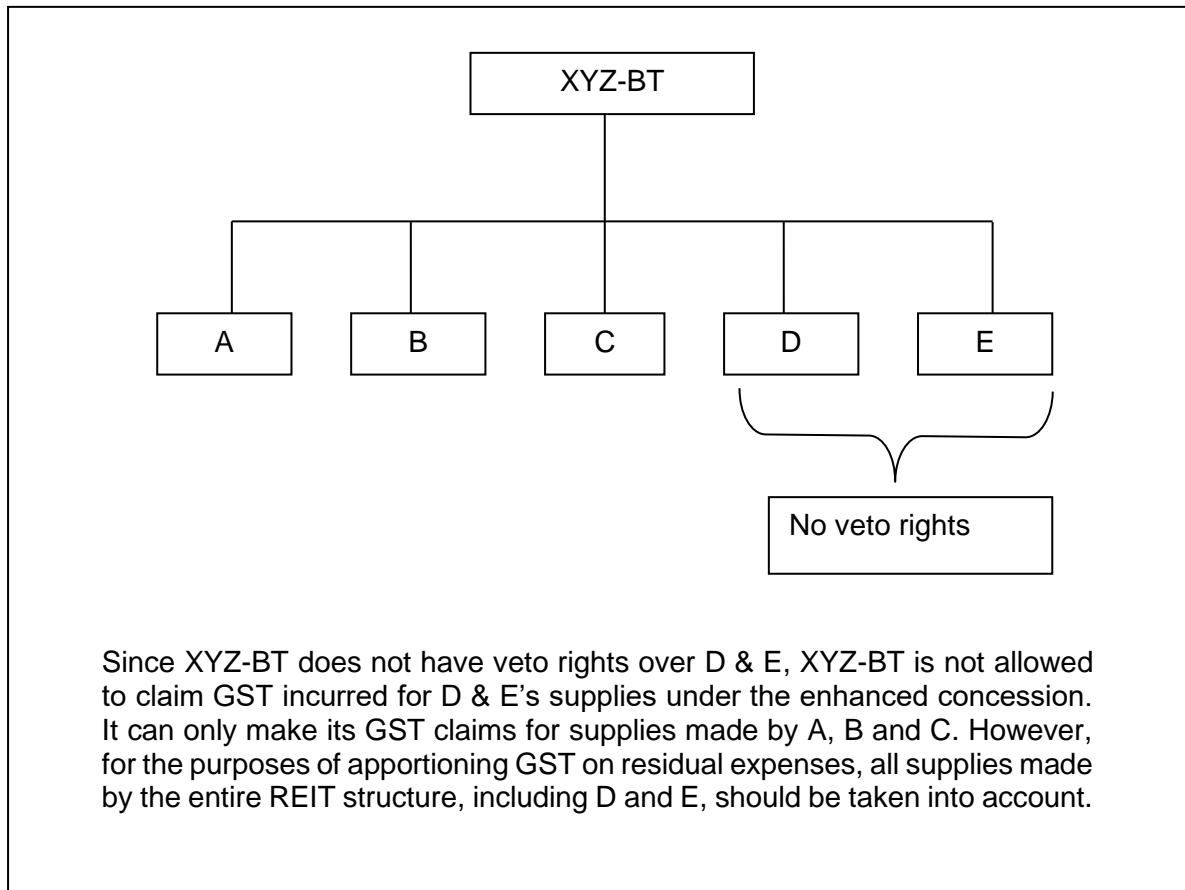 XYZ-BT
A
B
C
D
E
No veto rights
Since XYZ-BT does not have veto rights over D & E, XYZ-BT is not allowed
to claim GST incurred for D & E’s supplies under the enhanced concession.
It can only make its GST claims for supplies made by A, B and C. However,
for the purposes of apportioning GST on residual expenses, all supplies made
by the entire REIT structure, including D and E, should be taken into account.